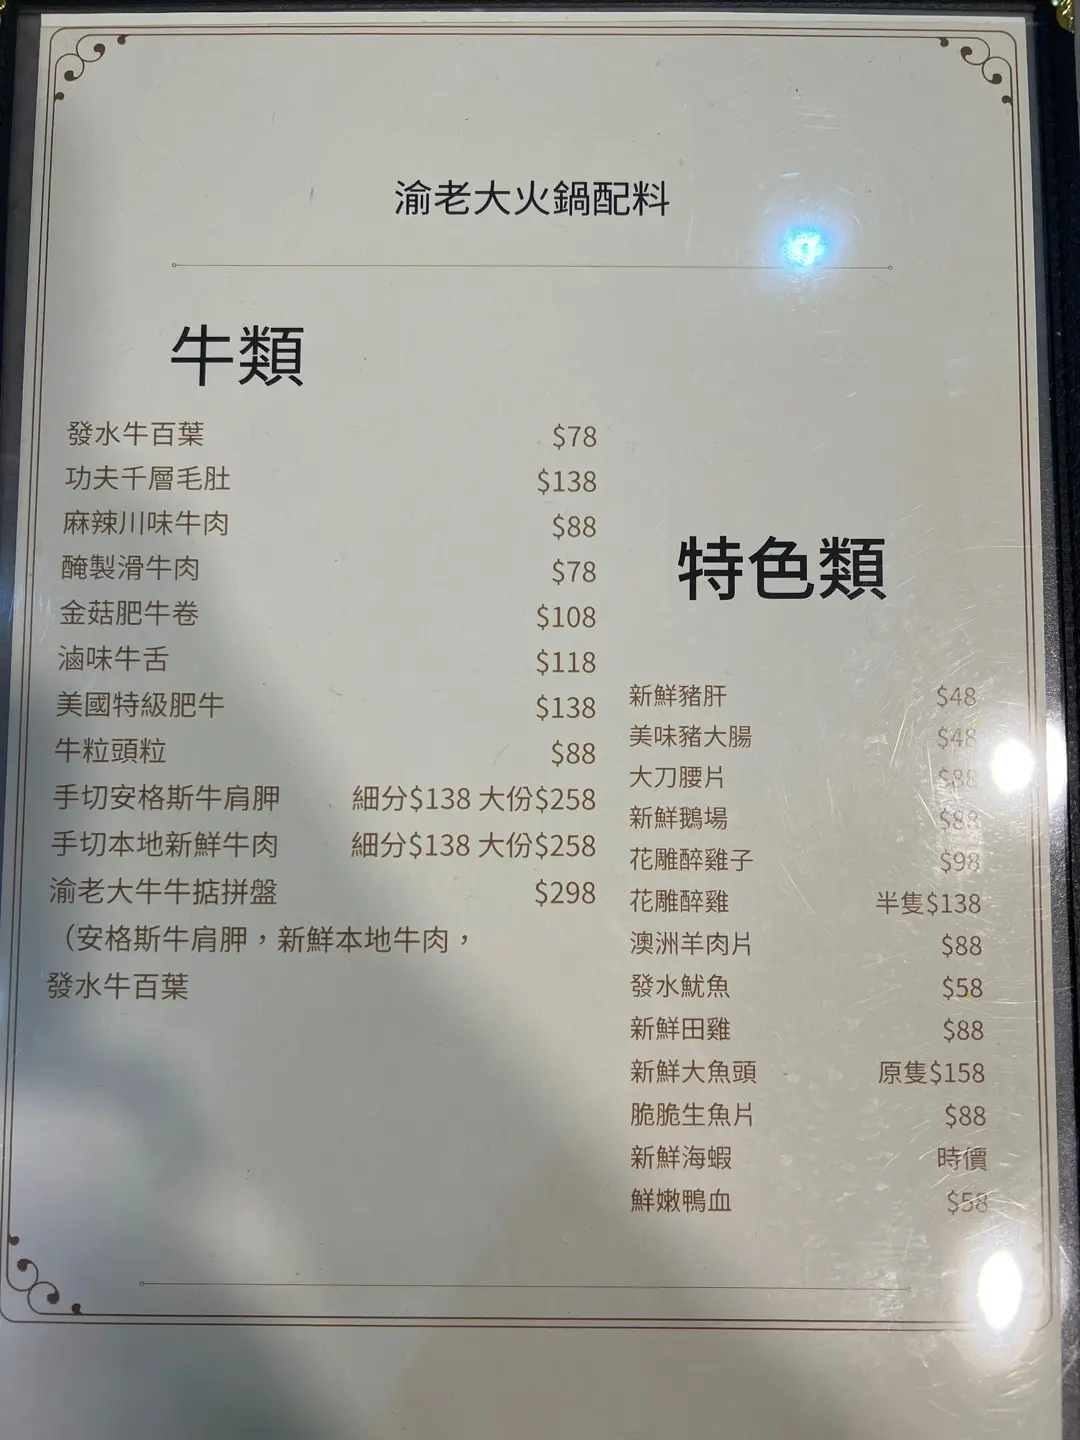 渝老大火鍋配料
牛類
發水牛百葉 $78
功夫千層毛肚 $138
麻辣川味牛肉 $88
醃製滑牛肉 $78
金菇肥牛卷 $108
滷味牛舌 $118
美國特級肥牛 $138
牛粒頭粒 $88
手切安格斯牛肩胛 細分$138 大份$258
手切本地新鮮牛肉 細分$138 大份$258
渝老大牛牛掂拼盤 $298
（安格斯牛肩胛，新鮮本地牛肉，
發水牛百葉
特色類
新鮮豬肝 $48
美味豬大腸 $48
大刀腰片 $88
新鮮鵝場 $88
花雕醉雞子 $98
花雕醉雞 半隻$138
澳洲羊肉片 $88
發水魷魚 $58
新鮮田雞 $88
新鮮大魚頭 原隻$158
脆脆生魚片 $88
新鮮海蝦 時價
鮮嫩鴨血 $58